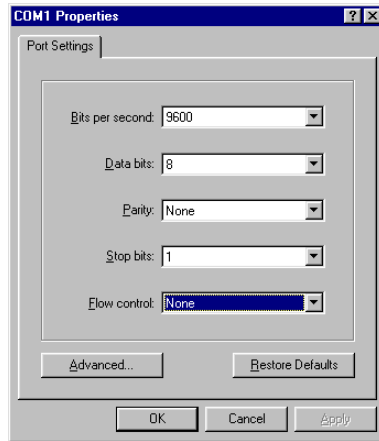 COM1 Properties
Port Settings
Bits per second: 9600
Data bits: 8
Parity: None
Stop bits: 1
Flow control: None
Advanced... Restore Defaults
OK Cancel Apply